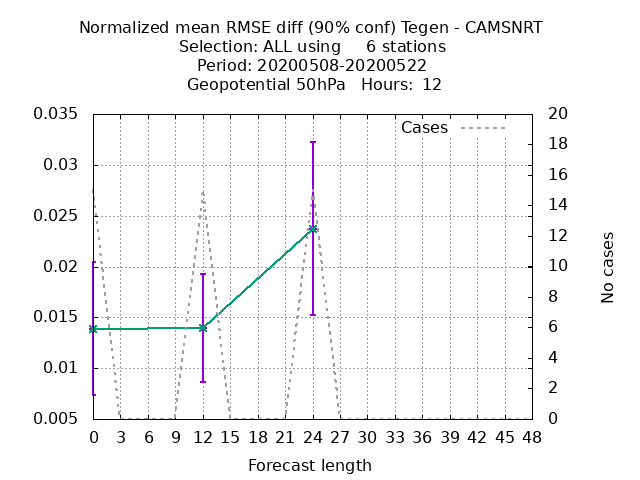 Normalized mean RMSE diff (90% conf) Tegen - CAMSNRT
Selection: ALL using     6 stations
Period: 20200508-20200522
Geopotential 50hPa   Hours:  12
Cases
0.035
0.03
0.025
0.02
0.015
0.01
0.005
20
18
16
14
12
10
8
6
4
2
0
No cases
0 3 6 9 12 15 18 21 24 27 30 33 36 39 42 45 48
Forecast length